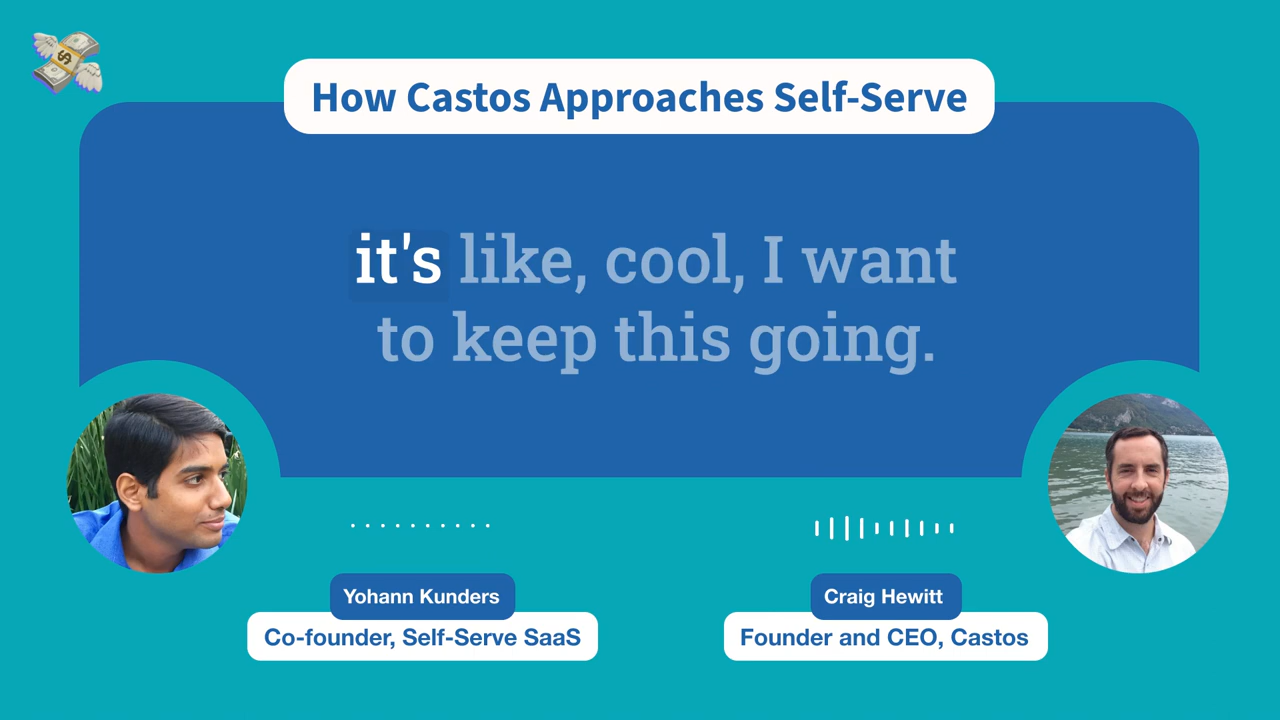 How Castos Approaches Self-Serve
it's like, cool, I want
to keep this going.
Yohann Kunders
Co-founder, Self-Serve SaaS
Craig Hewitt
Founder and CEO, Castos